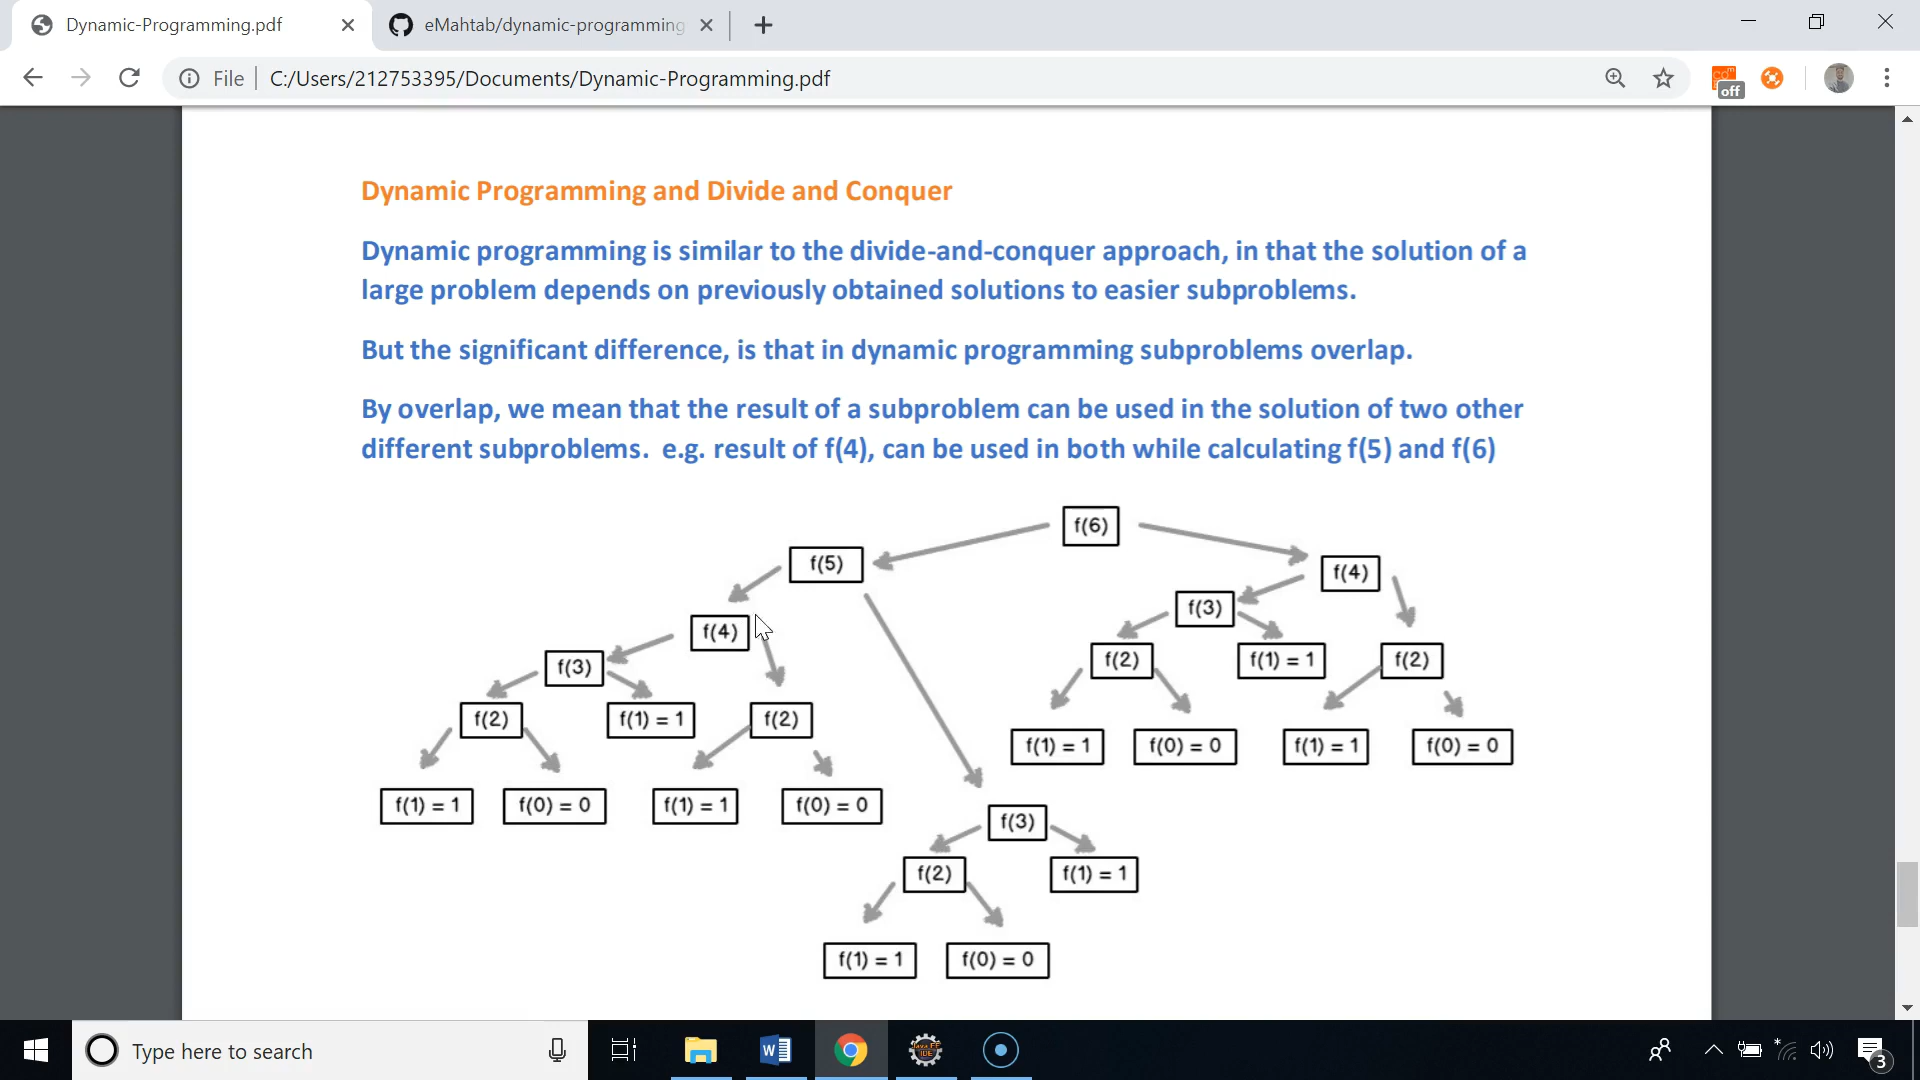 Dynamic-Programming.pdf
eMahtab/dynamic-programming
File
C:/Users/212753395/Documents/Dynamic-Programming.pdf
off
Dynamic Programming and Divide and Conquer
Dynamic programming is similar to the divide-and-conquer approach, in that the solution of a
large problem depends on previously obtained solutions to easier subproblems.
But the significant difference, is that in dynamic programming subproblems overlap.
By overlap, we mean that the result of a subproblem can be used in the solution of two other
different subproblems.  e.g. result of f(4), can be used in both while calculating f(5) and f(6)
f(6)
f(5)
f(4)
f(3)
f(4)
f(3)
f(2)
f(1) = 1
f(2)
f(2)
f(1) = 1
f(2)
f(1) = 1
f(0) = 0
f(1) = 1
f(0) = 0
f(1) = 1
f(0) = 0
f(1) = 1
f(0) = 0
f(3)
f(2)
f(1) = 1
f(1) = 1
f(0) = 0
Type here to search
Java EE
IDE
3